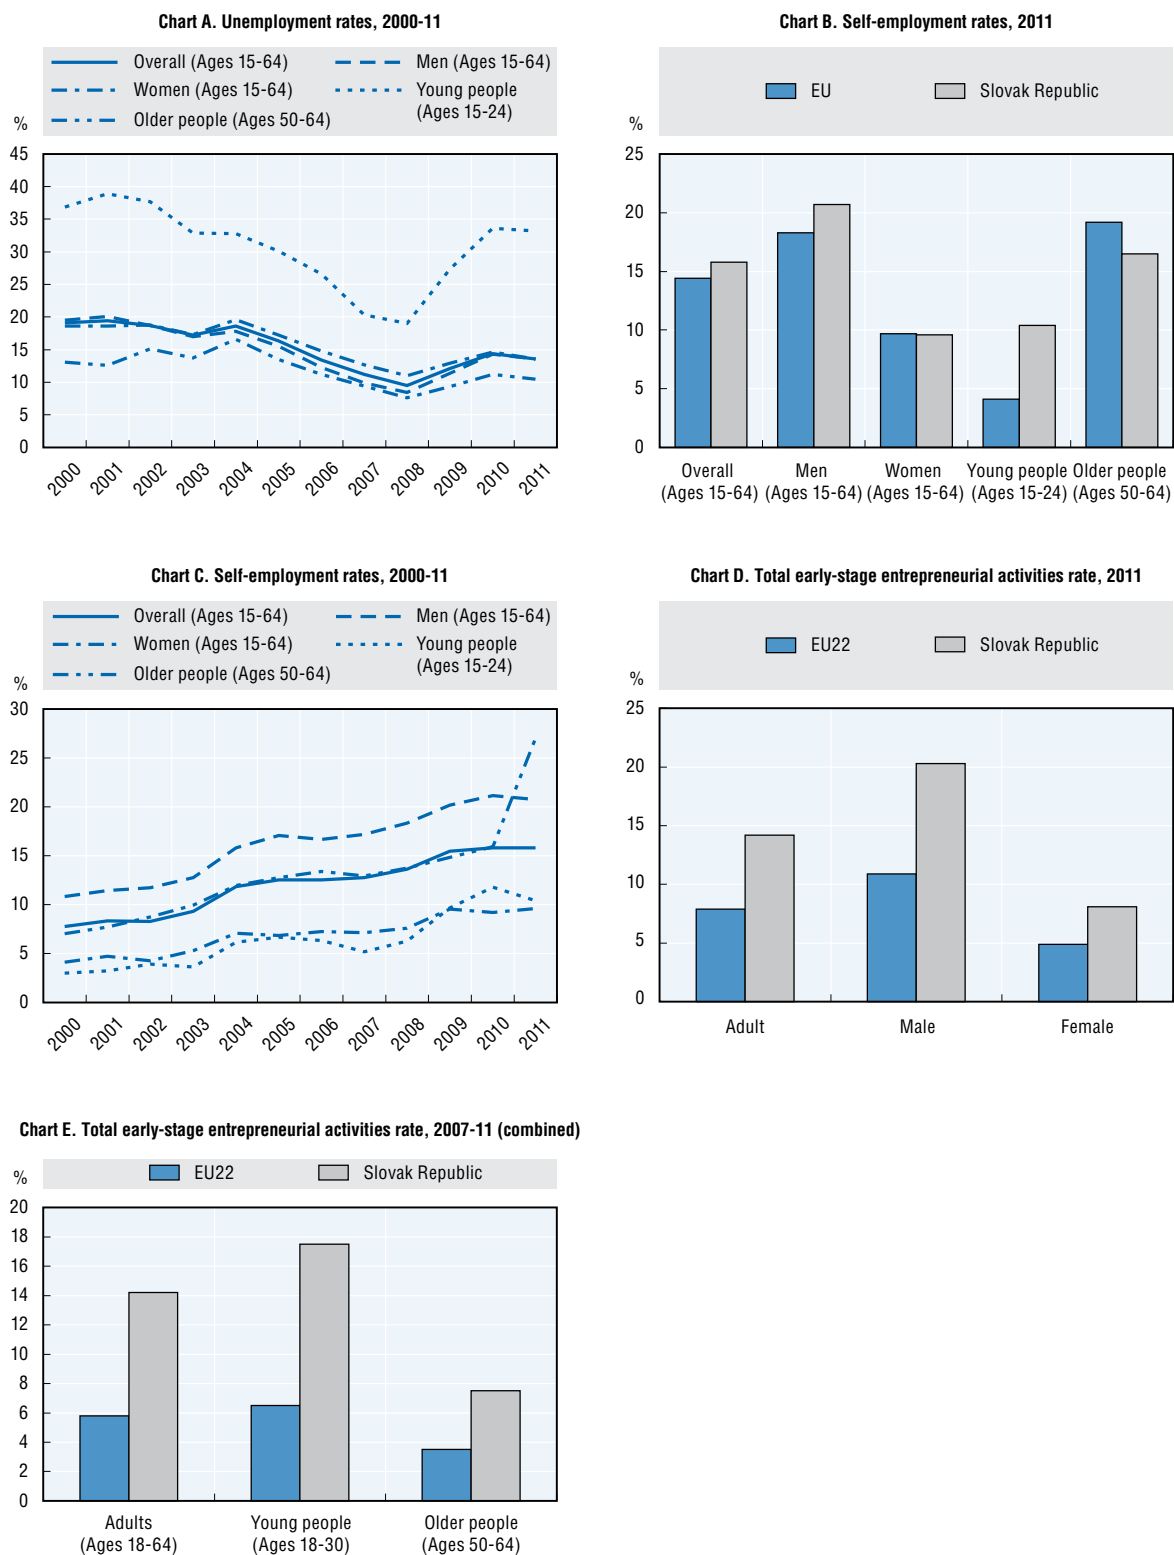 Chart A. Unemployment rates, 2000-11
Overall (Ages 15-64)
Men (Ages 15-64)
Women (Ages 15-64)
Young people
(Ages 15-24)
Older people (Ages 50-64)
%
45
40
35
30
25
20
15
10
5
0
2000
2001
2002
2003
2004
2005
2006
2007
2008
2009
2010
2011
Chart B. Self-employment rates, 2011
EU
Slovak Republic
%
25
20
15
10
5
0
Overall
(Ages 15-64)
Men
(Ages 15-64)
Women
(Ages 15-64)
Young people
(Ages 15-24)
Older people
(Ages 50-64)
Chart C. Self-employment rates, 2000-11
Overall (Ages 15-64)
Men (Ages 15-64)
Women (Ages 15-64)
Young people
(Ages 15-24)
Older people (Ages 50-64)
%
30
25
20
15
10
5
0
2000
2001
2002
2003
2004
2005
2006
2007
2008
2009
2010
2011
Chart D. Total early-stage entrepreneurial activities rate, 2011
EU22
Slovak Republic
%
25
20
15
10
5
0
Adult
Male
Female
Chart E. Total early-stage entrepreneurial activities rate, 2007-11 (combined)
EU22
Slovak Republic
%
20
18
16
14
12
10
8
6
4
2
0
Adults
(Ages 18-64)
Young people
(Ages 18-30)
Older people
(Ages 50-64)